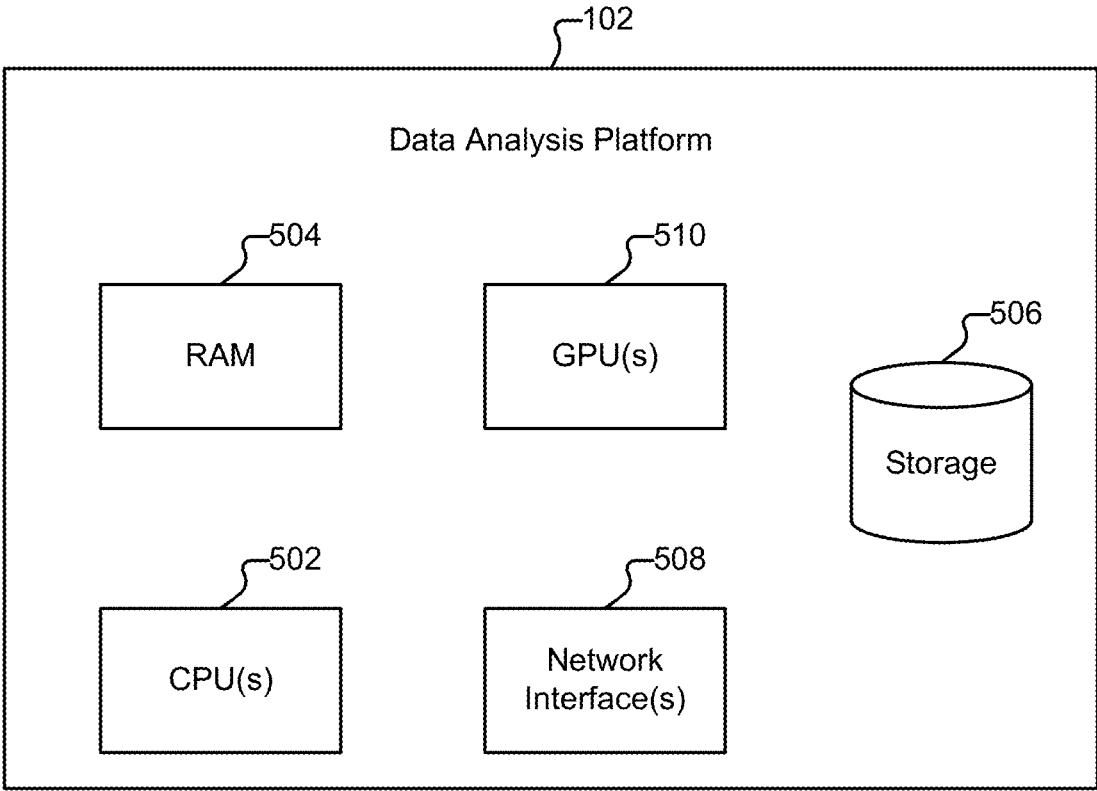 102
Data Analysis Platform
504
RAM
510
GPU(s)
506
Storage
502
CPU(s)
508
Network
Interface(s)